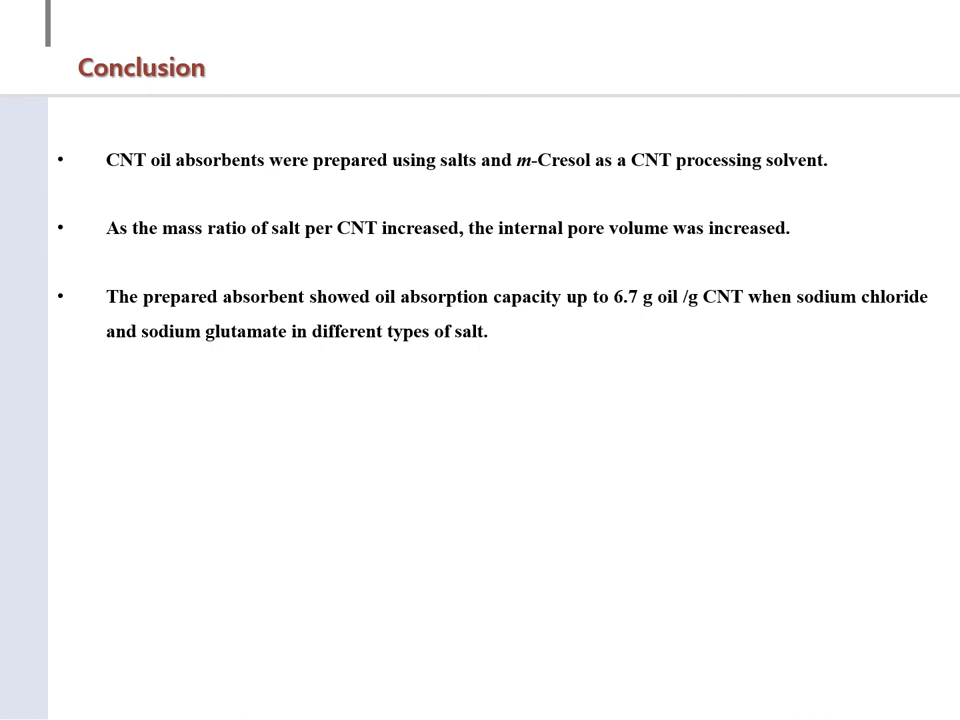 Conclusion
• CNT oil absorbents were prepared using salts and m-Cresol as a CNT processing solvent.
• As the mass ratio of salt per CNT increased, the internal pore volume was increased.
• The prepared absorbent showed oil absorption capacity up to 6.7 g oil /g CNT when sodium chloride
and sodium glutamate in different types of salt.